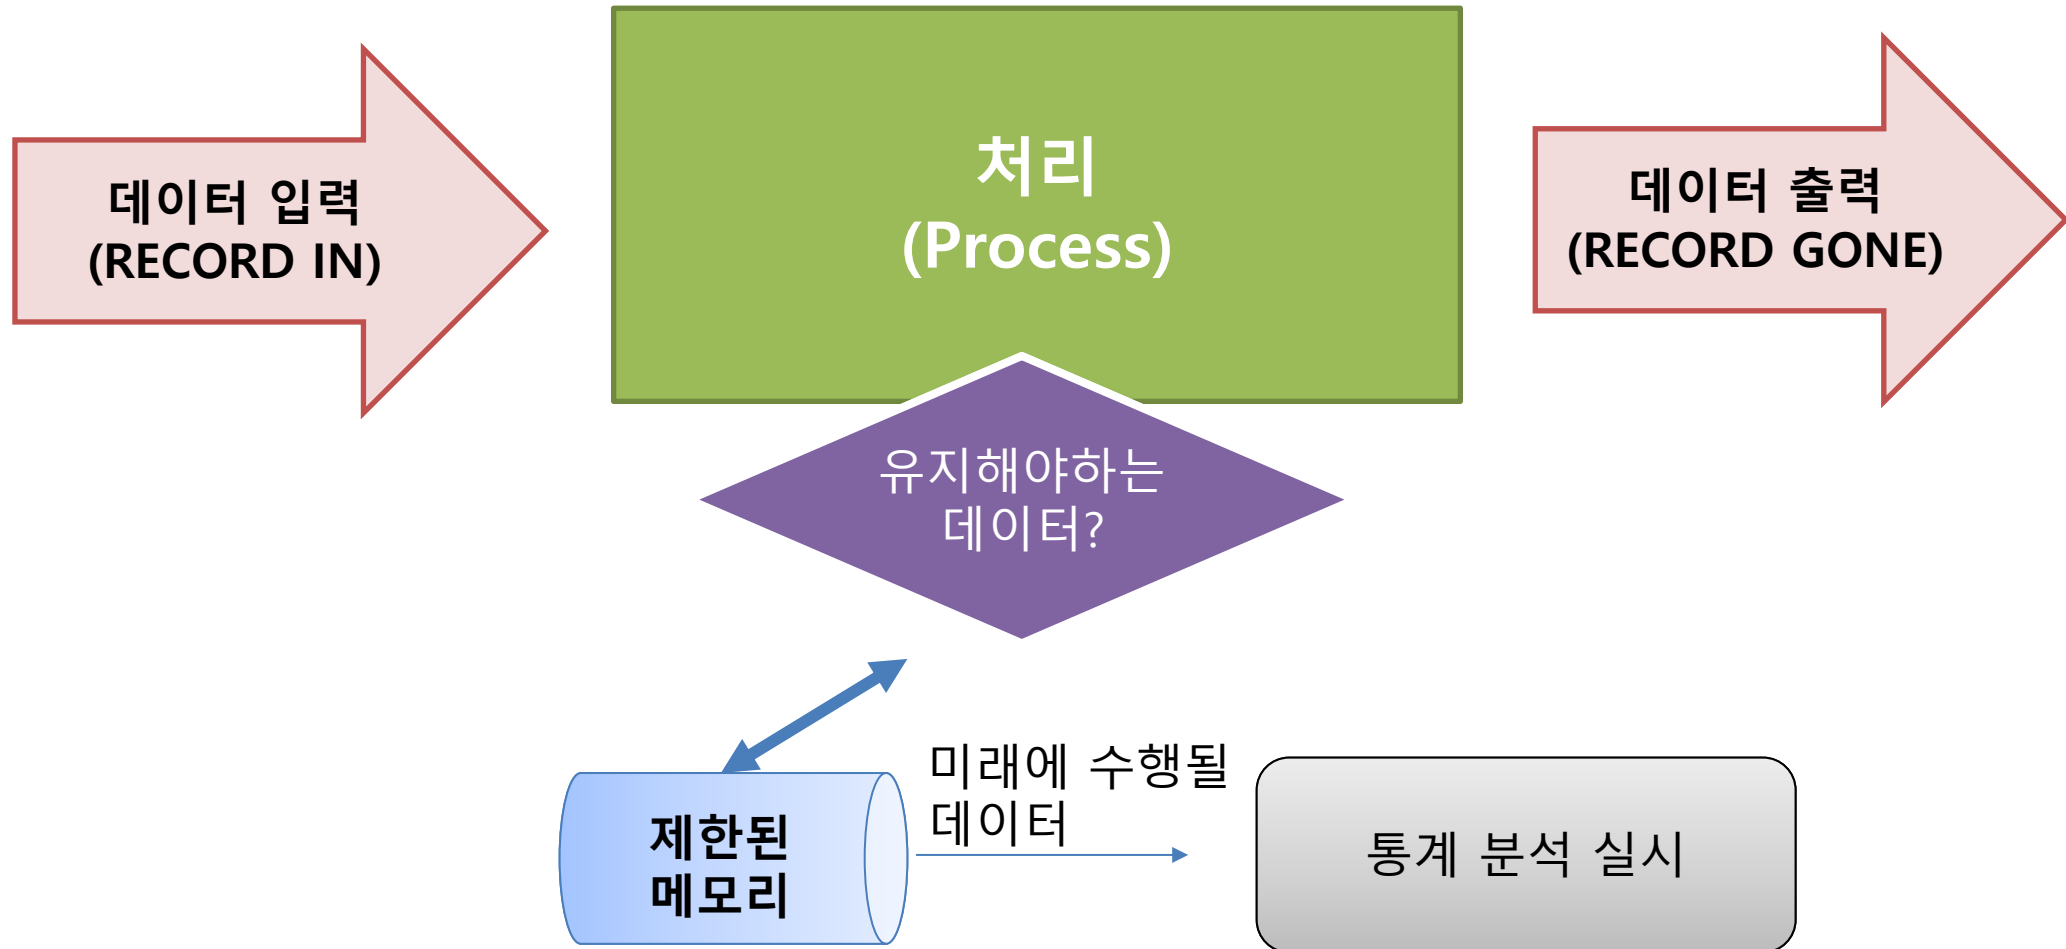 데이터 입력
(RECORD IN)
처리
(Process)
데이터 출력
(RECORD GONE)
유지해야하는
데이터?
미래에 수행될
데이터
제한된
메모리
통계 분석 실시